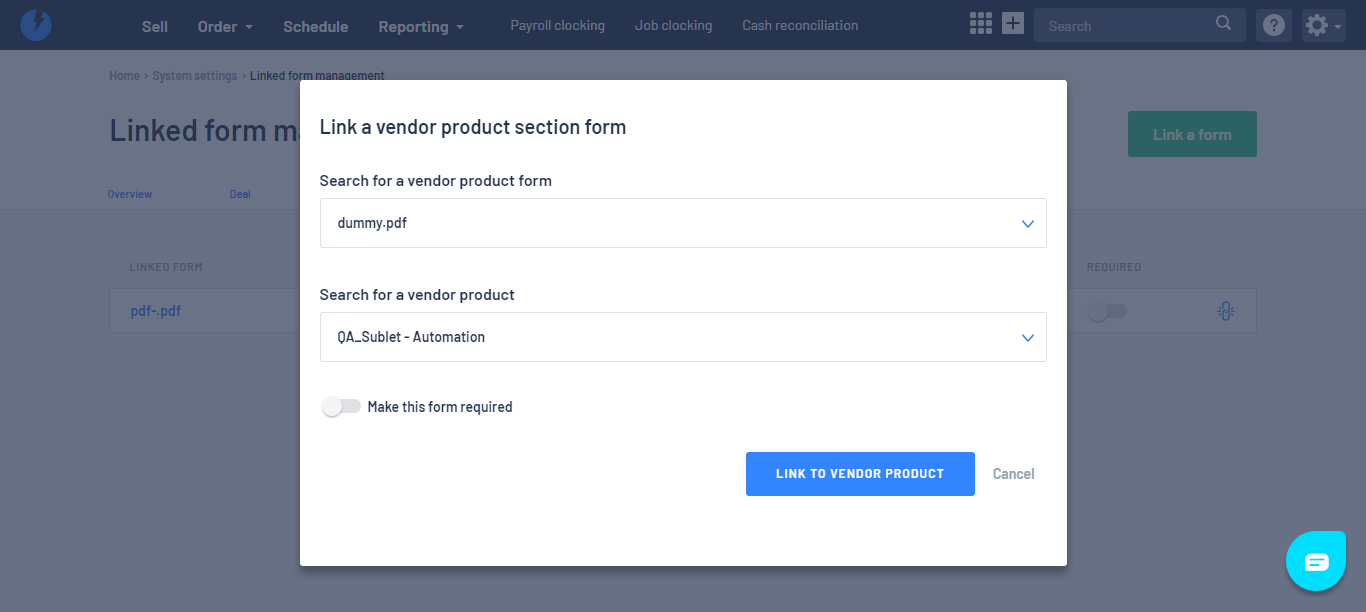 Sell Order Schedule Reporting Payroll clocking Job clocking Cash reconciliation Search
Home › System settings › Linked form management
Linked form ma
Link a form
Overview Deal
LINKED FORM REQUIRED
pdf-.pdf
Link a vendor product section form
Search for a vendor product form
dummy.pdf
Search for a vendor product
QA_Sublet - Automation
Make this form required
LINK TO VENDOR PRODUCT Cancel